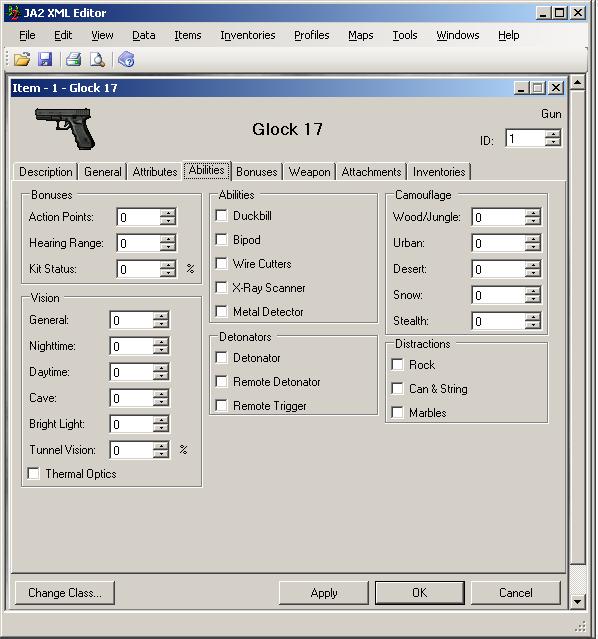 JA2 XML Editor
File Edit View Data Items Inventories Profiles Maps Tools Windows Help
Item - 1 - Glock 17
Gun
Glock 17
ID: 1
Description General Attributes Abilities Bonuses Weapon Attachments Inventories
Bonuses
Action Points: 0
Hearing Range: 0
Kit Status: 0 %
Vision
General: 0
Nighttime: 0
Daytime: 0
Cave: 0
Bright Light: 0
Tunnel Vision: 0 %
Thermal Optics
Abilities
Duckbill
Bipod
Wire Cutters
X-Ray Scanner
Metal Detector
Detonators
Detonator
Remote Detonator
Remote Trigger
Camouflage
Wood/Jungle: 0
Urban: 0
Desert: 0
Snow: 0
Stealth: 0
Distractions
Rock
Can & String
Marbles
Change Class... Apply OK Cancel